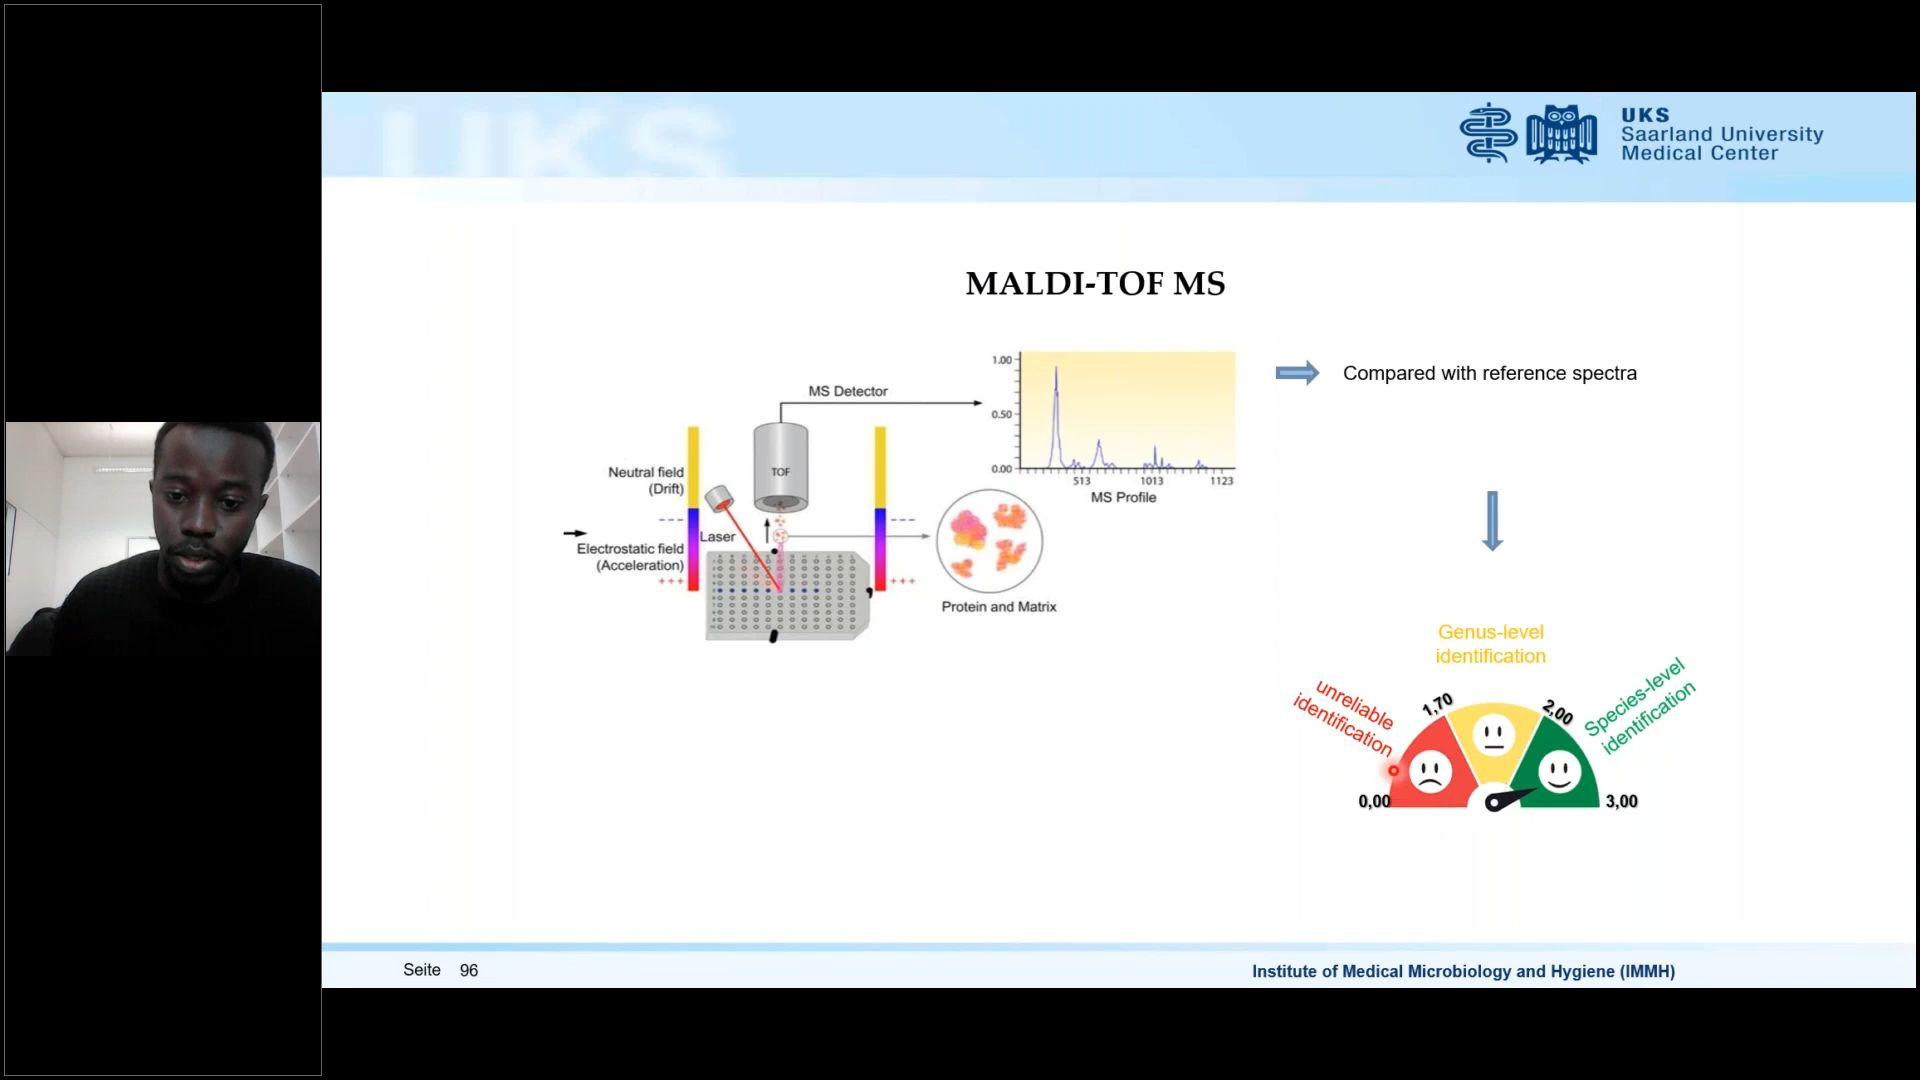 UKS
UKS
Saarland University
Medical Center
MALDI-TOF MS
MS Detector
TOF
Neutral field
(Drift)
- - -
- - -
Laser
Electrostatic field
(Acceleration)
+++
+++
1.00
0.50
0.00
513
1013
1123
MS Profile
Protein and Matrix
Compared with reference spectra
Genus-level
identification
unreliable
identification
Species-level
identification
1,70
2,00
0,00
3,00
Seite 96
Institute of Medical Microbiology and Hygiene (IMMH)